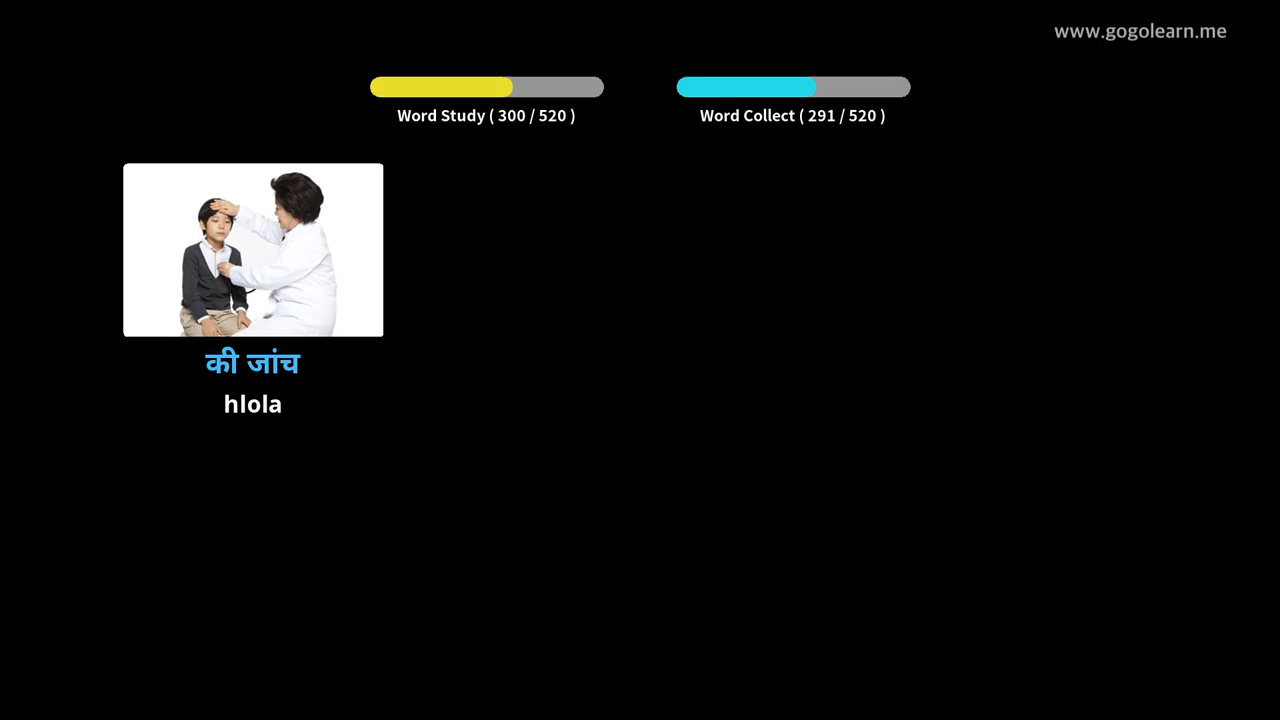 www.gogolearn.me
Word Study ( 300 / 520 )
Word Collect ( 291 / 520 )
की जांच
hlola